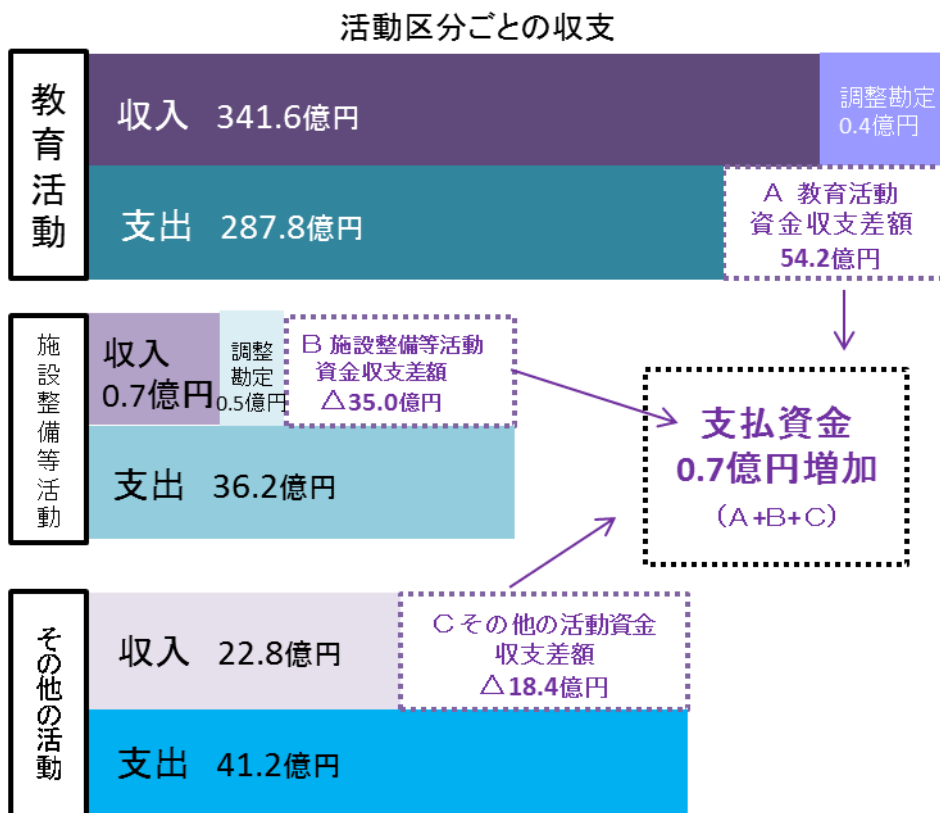 活動区分ごとの収支
教育活動
収入 341.6億円
調整勘定
0.4億円
支出 287.8億円
A 教育活動
資金収支差額
54.2億円
施設整備等活動
収入
0.7億円
調整
勘定
0.5億円
B 施設整備等活動
資金収支差額
△35.0億円
支出 36.2億円
支払資金
0.7億円増加
(A+B+C)
その他の活動
収入 22.8億円
C その他の活動資金
収支差額
△18.4億円
支出 41.2億円